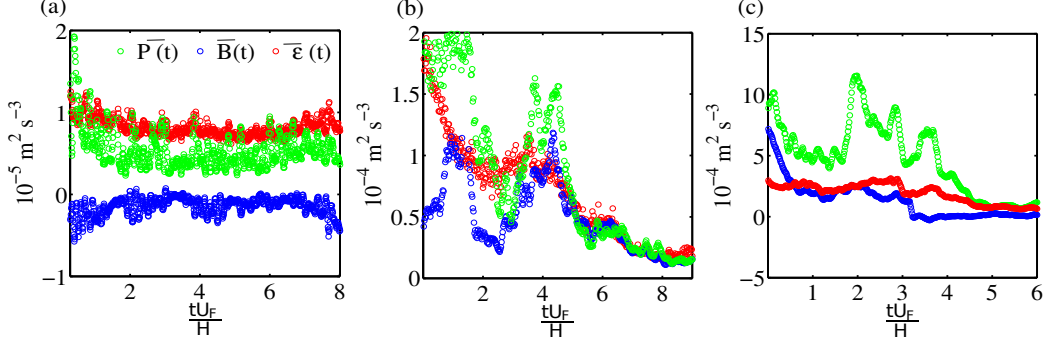 (a)
2
1
0
−1
10⁻⁵ m² s⁻³
P̅(t) B̅(t) ε̅ (t)
2 4 6 8
tU_F
H
(b)
2
1.5
1
0.5
0
10⁻⁴ m² s⁻³
2 4 6 8
tU_F
H
(c)
15
10
5
0
−5
10⁻⁴ m² s⁻³
1 2 3 4 5 6
tU_F
H